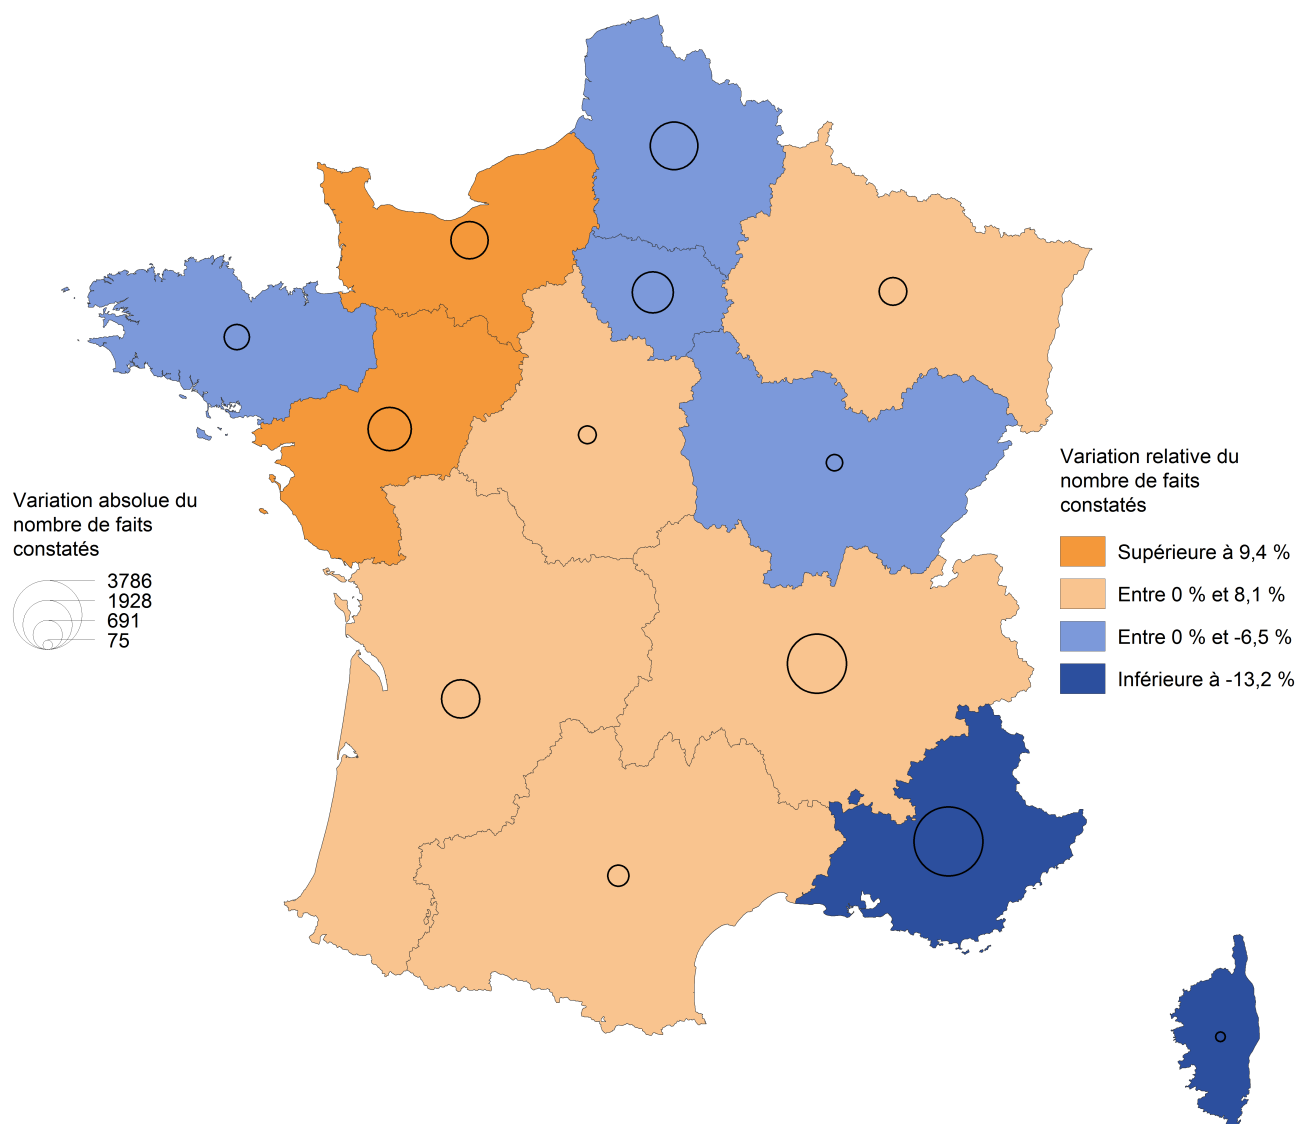 Variation absolue du
nombre de faits
constatés
3786
1928
691
75
Variation relative du
nombre de faits
constatés
Supérieure à 9,4 %
Entre 0 % et 8,1 %
Entre 0 % et -6,5 %
Inférieure à -13,2 %